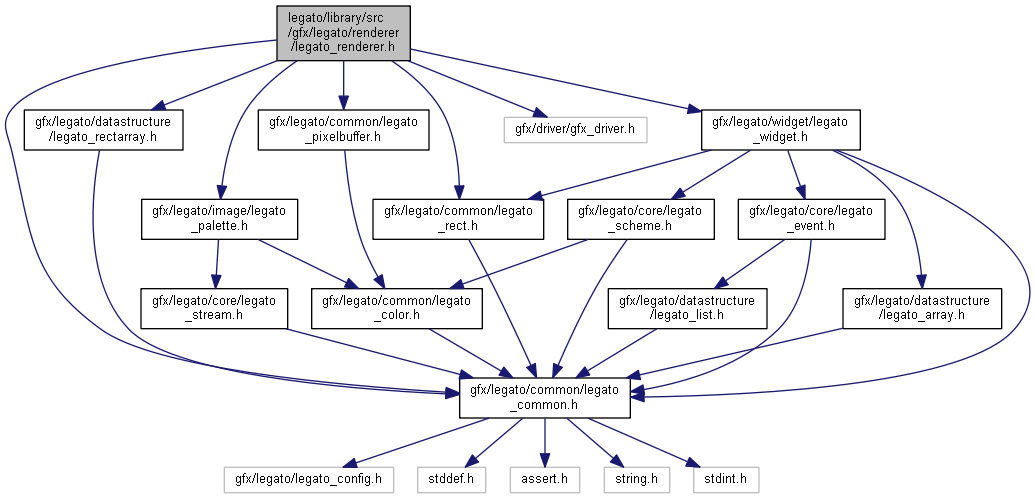 legato/library/src
/gfx/legato/renderer
/legato_renderer.h
gfx/legato/datastructure
/legato_rectarray.h
gfx/legato/common/legato
_pixelbuffer.h
gfx/driver/gfx_driver.h
gfx/legato/widget/legato
_widget.h
gfx/legato/image/legato
_palette.h
gfx/legato/common/legato
_rect.h
gfx/legato/core/legato
_scheme.h
gfx/legato/core/legato
_event.h
gfx/legato/core/legato
_stream.h
gfx/legato/common/legato
_color.h
gfx/legato/datastructure
/legato_list.h
gfx/legato/datastructure
/legato_array.h
gfx/legato/common/legato
_common.h
gfx/legato/legato_config.h
stddef.h
assert.h
string.h
stdint.h